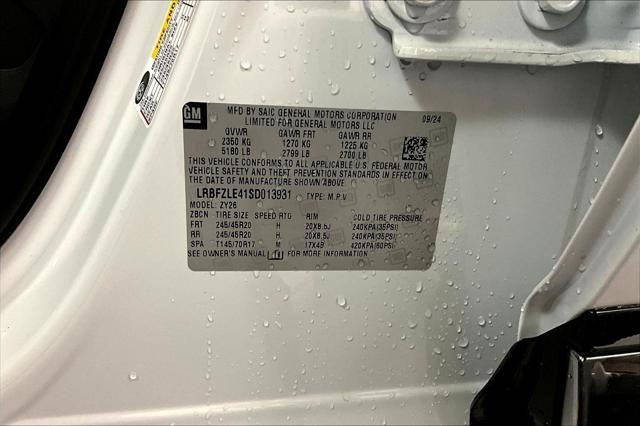 GM
MFD BY SAIC GENERAL MOTORS CORPORATION
LIMITED FOR GENERAL MOTORS LLC
09/24
GVWR GAWR FRT GAWR RR
2350 KG 1270 KG 1225 KG
5180 LB 2799 LB 2700 LB
THIS VEHICLE CONFORMS TO ALL APPLICABLE U.S. FEDERAL MOTOR
VEHICLE SAFETY AND THEFT PREVENTION STANDARDS IN EFFECT ON
THE DATE OF MANUFACTURE SHOWN ABOVE.
LRBFZLE41SD013931 TYPE: M.P.V
MODEL: ZY26
ZBCN TIRE SIZE SPEED RTG RIM COLD TIRE PRESSURE
FRT 245/45R20 H 20X8.5J 240KPA(35PSI)
RR 245/45R20 H 20X8.5J 240KPA(35PSI)
SPA T145/70R17 M 17X4B 420KPA(60PSI)
SEE OWNER'S MANUAL FOR MORE INFORMATION